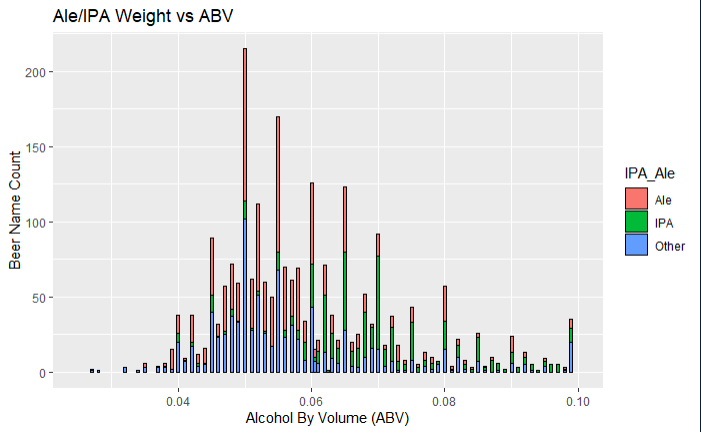 Ale/IPA Weight vs ABV
200
150
100
50
0
Beer Name Count
0.04 0.06 0.08 0.10
Alcohol By Volume (ABV)
IPA_Ale
Ale
IPA
Other